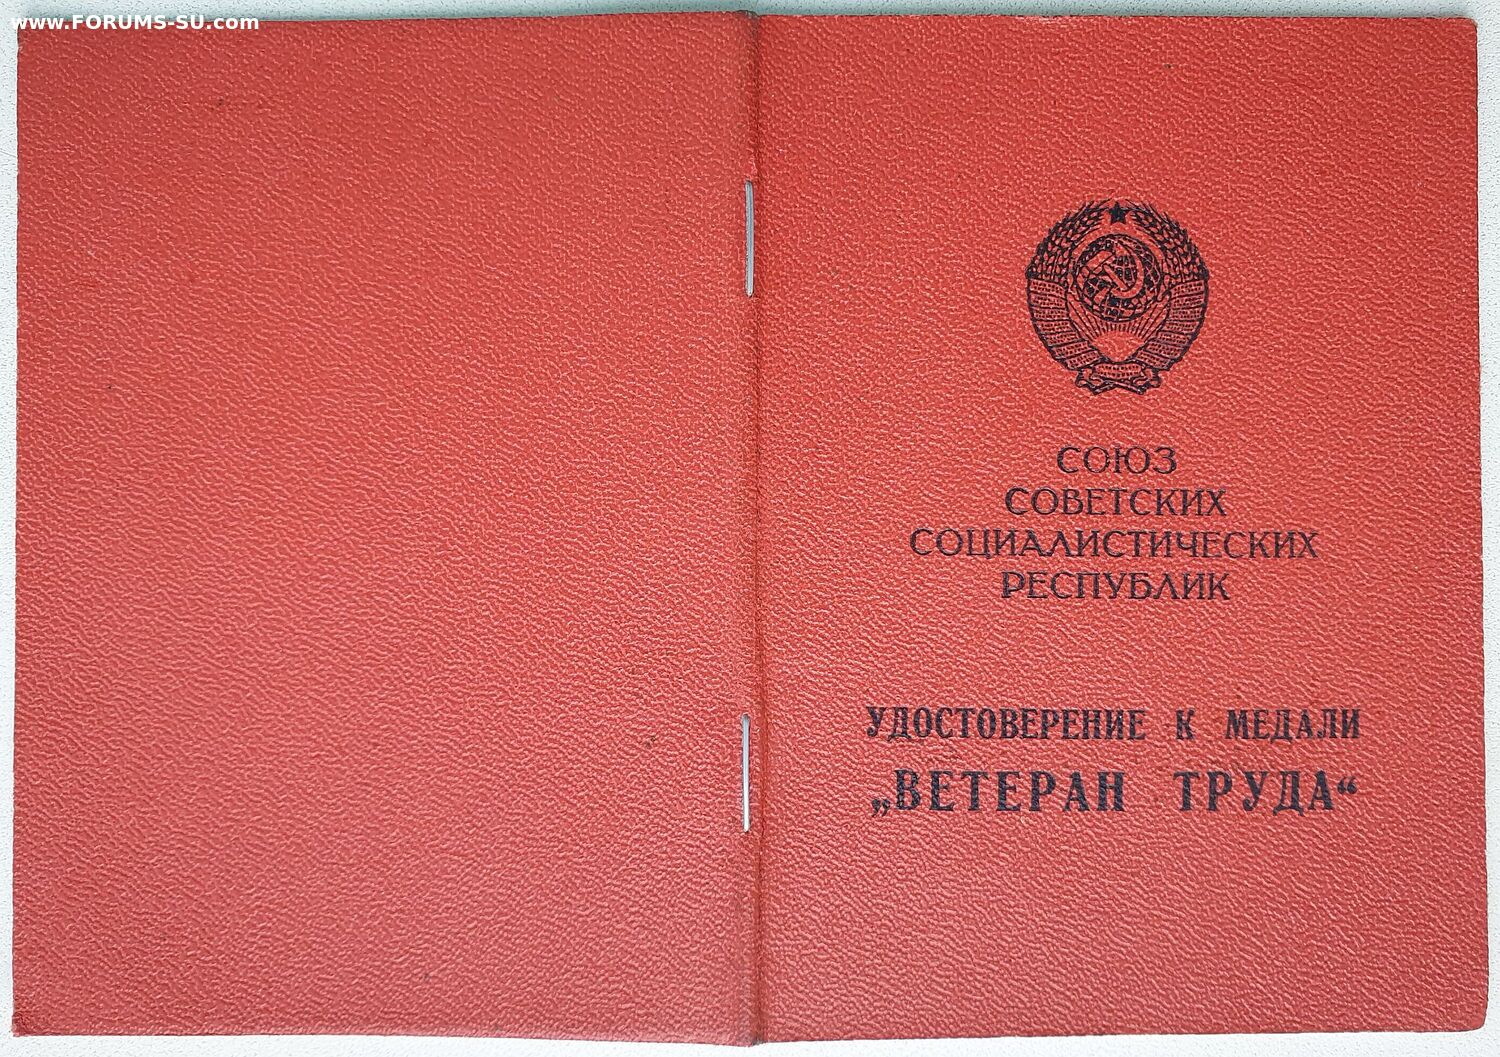 www.FORUMS-SU.com
СОЮЗ
СОВЕТСКИХ
СОЦИАЛИСТИЧЕСКИХ
РЕСПУБЛИК
УДОСТОВЕРЕНИЕ К МЕДАЛИ
„ВЕТЕРАН ТРУДА“